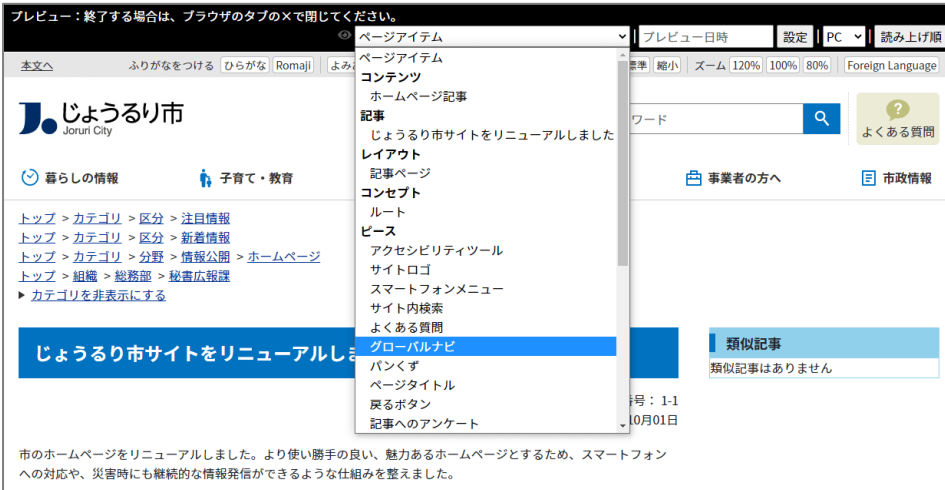 プレビュー：終了する場合は、ブラウザのタブの×で閉じてください。
ページアイテム
プレビュー日時
設定
PC
読み上げ順
本文へ
ふりがなをつける ひらがな Romaji
標準 縮小 ズーム 120% 100% 80% Foreign Language
じょうるり市
Joruri City
ワード
よくある質問
暮らしの情報
子育て・教育
事業者の方へ
市政情報
トップ > カテゴリ > 区分 > 注目情報
トップ > カテゴリ > 区分 > 新着情報
トップ > カテゴリ > 分野 > 情報公開 > ホームページ
トップ > 組織 > 総務部 > 秘書広報課
▶ カテゴリを非表示にする
ページアイテム
コンテンツ
ホームページ記事
記事
じょうるり市サイトをリニューアルしました
レイアウト
記事ページ
コンセプト
ルート
ピース
アクセシビリティツール
サイトロゴ
スマートフォンメニュー
サイト内検索
よくある質問
グローバルナビ
パンくず
ページタイトル
戻るボタン
記事へのアンケート
じょうるり市サイトをリニューアルし
類似記事
類似記事はありません
号： 1-1
10月01日
市のホームページをリニューアルしました。より使い勝手の良い、魅力あるホームページとするため、スマートフォン
への対応や、災害時にも継続的な情報発信ができるような仕組みを整えました。